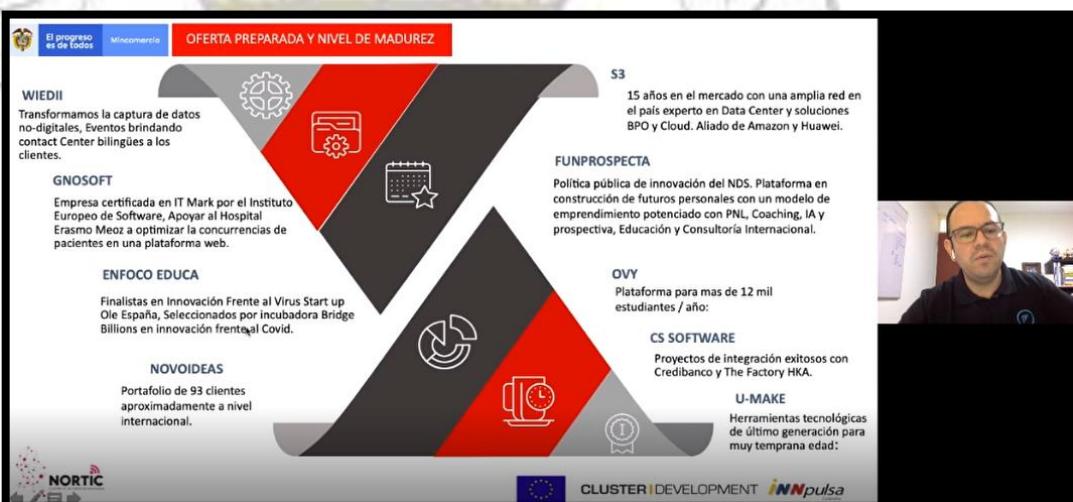 El progreso
es de todos
Mincomercio
OFERTA PREPARADA Y NIVEL DE MADUREZ
WIEDII
Transformamos la captura de datos
no-digitales, Eventos brindando
contact Center bilingües a los
clientes.
GNOSOFT
Empresa certificada en IT Mark por el Instituto
Europeo de Software, Apoyar al Hospital
Erasmo Meoz a optimizar la concurrencias de
pacientes en una plataforma web.
ENFOCO EDUCA
Finalistas en Innovación Frente al Virus Start up
Ole España, Seleccionados por incubadora Bridge
Billions en innovación frente al Covid.
NOVOIDEAS
Portafolio de 93 clientes
aproximadamente a nivel
internacional.
S3
15 años en el mercado con una amplia red en
el país experto en Data Center y soluciones
BPO y Cloud. Aliado de Amazon y Huawei.
FUNPROSPECTA
Política pública de innovación del NDS. Plataforma en
construcción de futuros personales con un modelo de
emprendimiento potenciado con PNL, Coaching, IA y
prospectiva, Educación y Consultoría Internacional.
OVY
Plataforma para mas de 12 mil
estudiantes / año:
CS SOFTWARE
Proyectos de integración exitosos con
Credibanco y The Factory HKA.
U-MAKE
Herramientas tecnológicas
de último generación para
muy temprana edad:
I
NORTIC
CLUSTER DEVELOPMENT
iNNpulsa